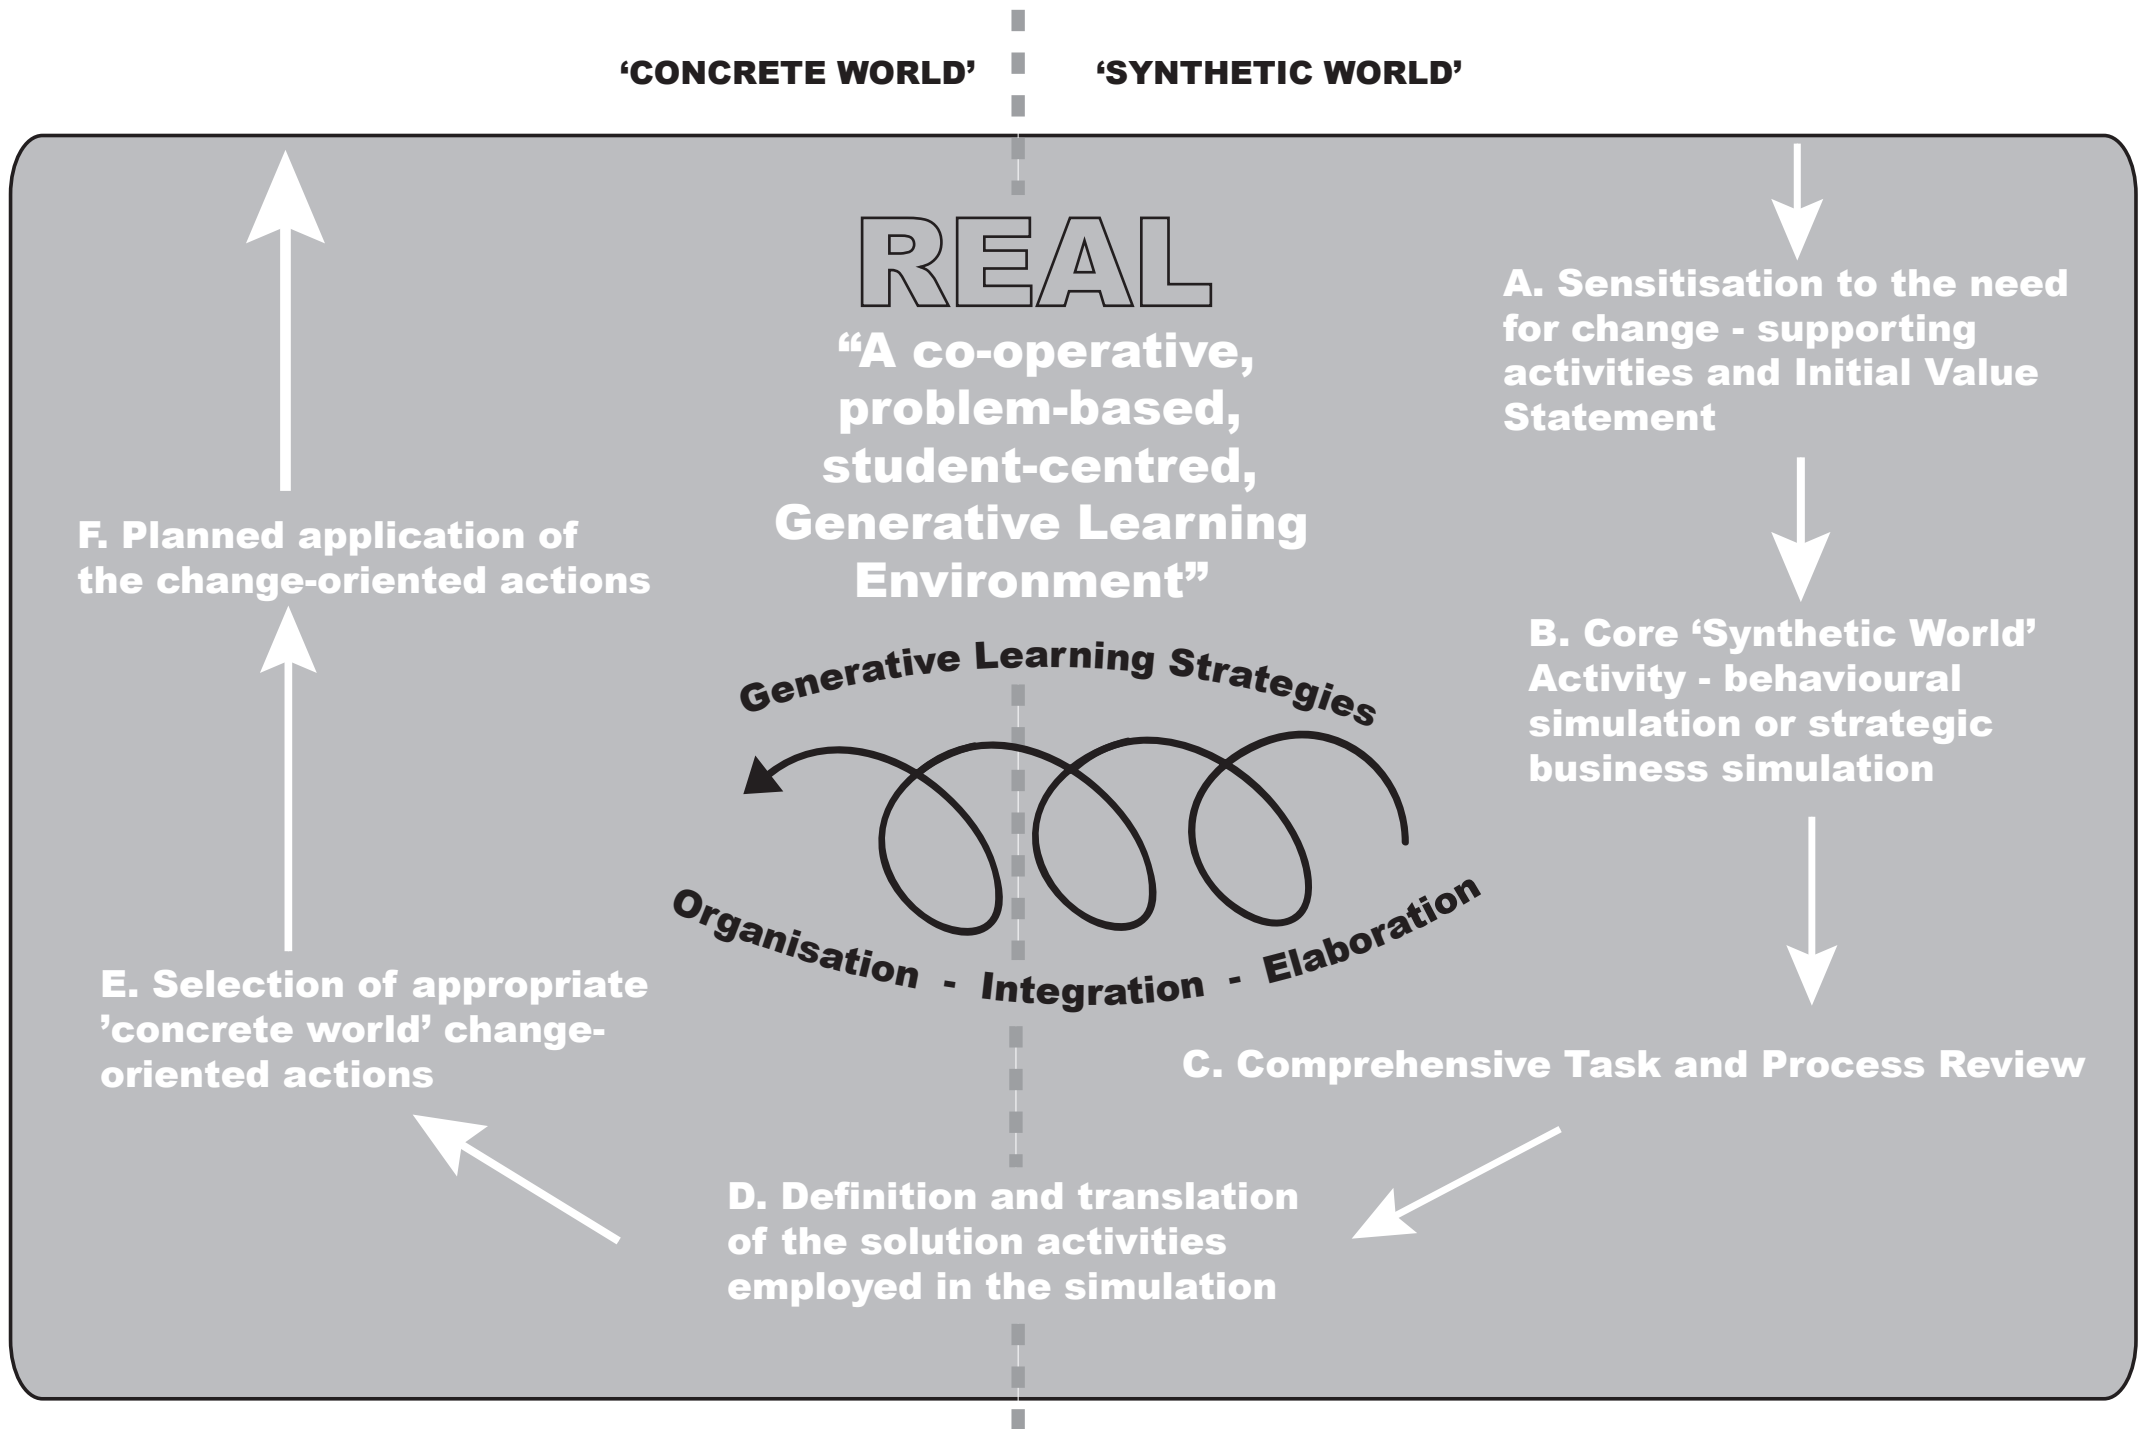 ‘CONCRETE WORLD’
‘SYNTHETIC WORLD’
REAL
“A co-operative,
problem-based,
student-centred,
Generative Learning
Environment”
Generative Learning Strategies
Organisation - Integration - Elaboration
A. Sensitisation to the need
for change - supporting
activities and Initial Value
Statement
B. Core ‘Synthetic World’
Activity - behavioural
simulation or strategic
business simulation
C. Comprehensive Task and Process Review
D. Definition and translation
of the solution activities
employed in the simulation
E. Selection of appropriate
’concrete world’ change-
oriented actions
F. Planned application of
the change-oriented actions